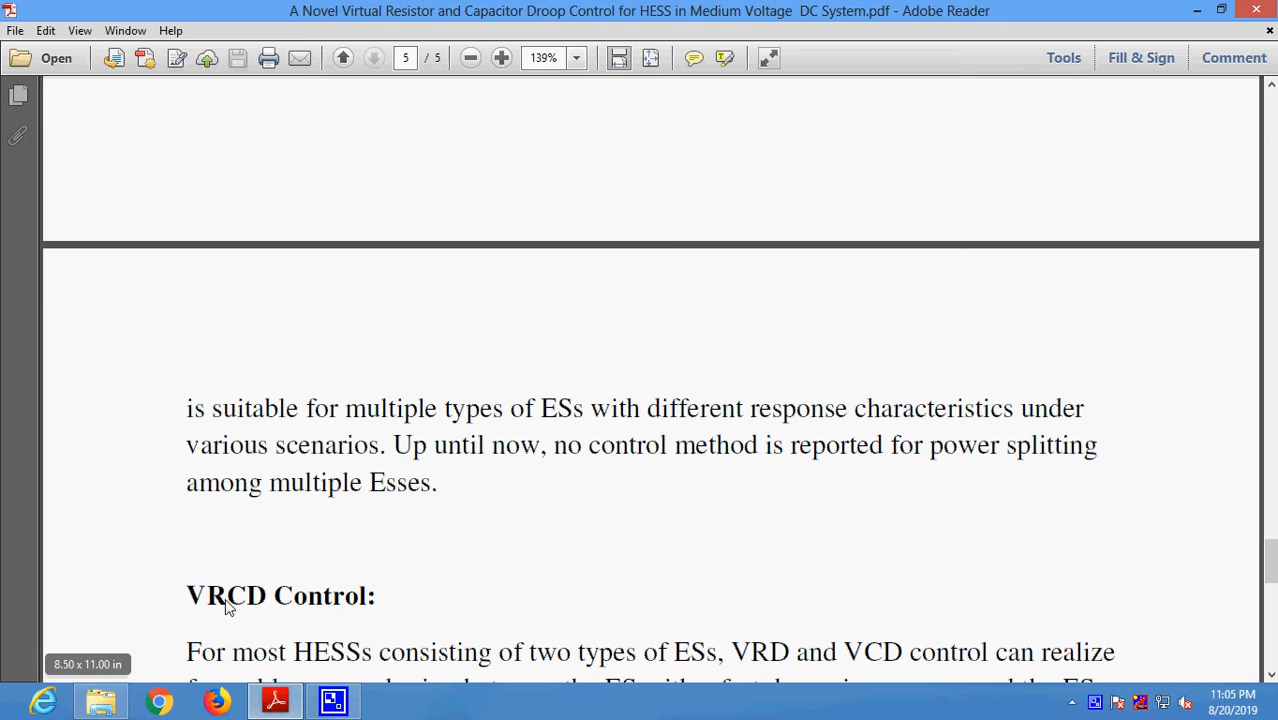 A Novel Virtual Resistor and Capacitor Droop Control for HESS in Medium Voltage DC System.pdf - Adobe Reader
File Edit View Window Help
Open 5 / 5 139% Tools Fill & Sign Comment
is suitable for multiple types of ESs with different response characteristics under
various scenarios. Up until now, no control method is reported for power splitting
among multiple Esses.
VRCD Control:
For most HESSs consisting of two types of ESs, VRD and VCD control can realize
8.50 x 11.00 in
11:05 PM
8/20/2019